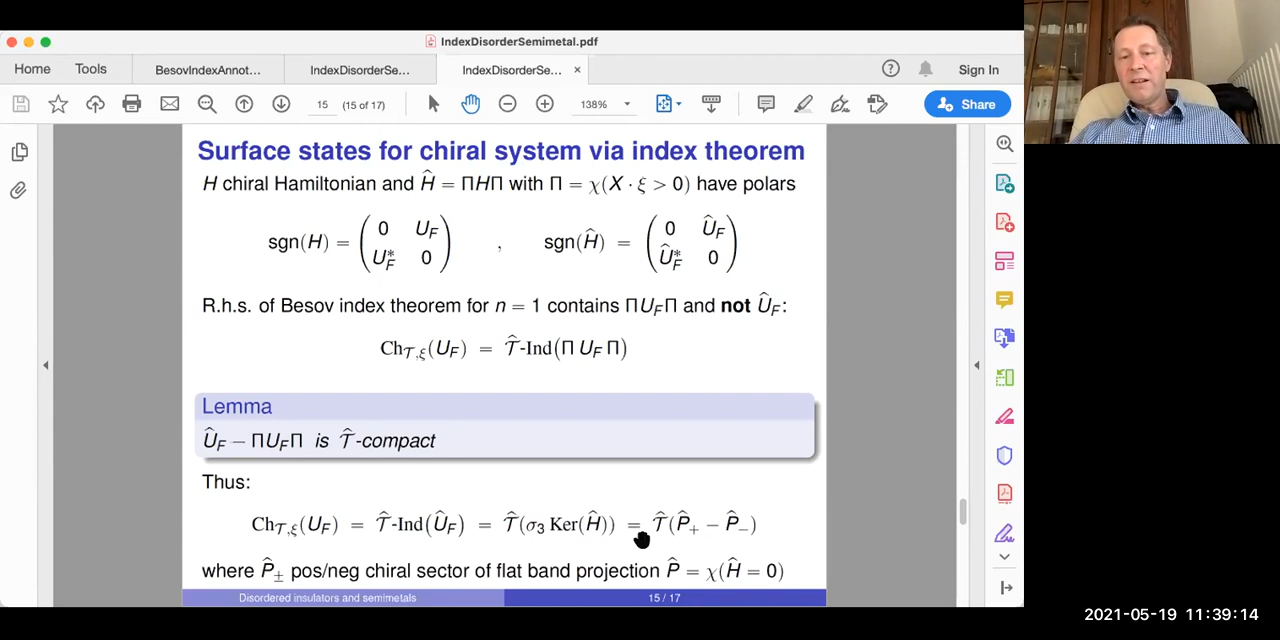 IndexDisorderSemimetal.pdf
Home Tools BesovIndexAnnot... IndexDisorderSe... IndexDisorderSe... × Sign In
15 (15 of 17) 138% Share
Surface states for chiral system via index theorem
H chiral Hamiltonian and Ĥ = ΠHΠ with Π = χ(X · ξ > 0) have polars
sgn(H) = ( 0 U_F ; U_F^* 0 ) , sgn(Ĥ) = ( 0 Û_F ; Û_F^* 0 )
R.h.s. of Besov index theorem for n = 1 contains ΠU_FΠ and not Û_F:
Ch_{𝒯,ξ}(U_F) = 𝒯̂-Ind(Π U_F Π)
Lemma
Û_F − ΠU_FΠ is 𝒯̂-compact
Thus:
Ch_{𝒯,ξ}(U_F) = 𝒯̂-Ind(Û_F) = 𝒯̂(σ₃ Ker(Ĥ)) = 𝒯̂(P̂₊ − P̂₋)
where P̂± pos/neg chiral sector of flat band projection P̂ = χ(Ĥ = 0)
Disordered insulators and semimetals 15 / 17
2021-05-19 11:39:14